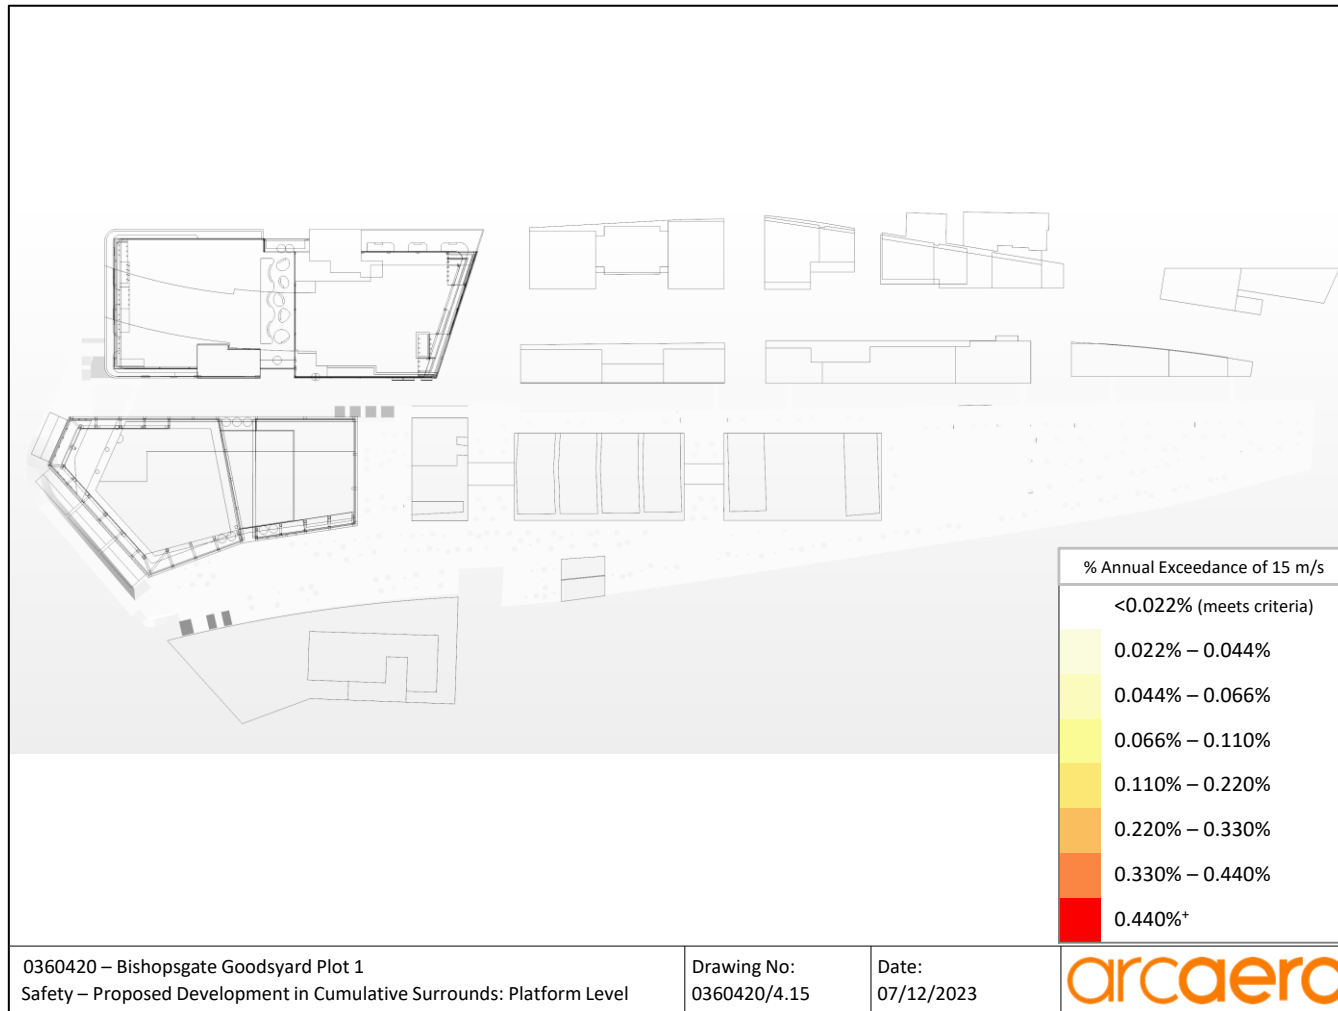 % Annual Exceedance of 15 m/s
<0.022% (meets criteria)
0.022% – 0.044%
0.044% – 0.066%
0.066% – 0.110%
0.110% – 0.220%
0.220% – 0.330%
0.330% – 0.440%
0.440%+
0360420 – Bishopsgate Goodsyard Plot 1
Safety – Proposed Development in Cumulative Surrounds: Platform Level
Drawing No:
0360420/4.15
Date:
07/12/2023
arcaero